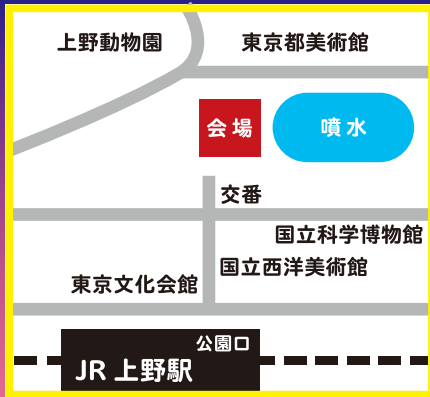 上野動物園
東京都美術館
会場
噴水
交番
国立科学博物館
国立西洋美術館
東京文化会館
公園口
JR 上野駅